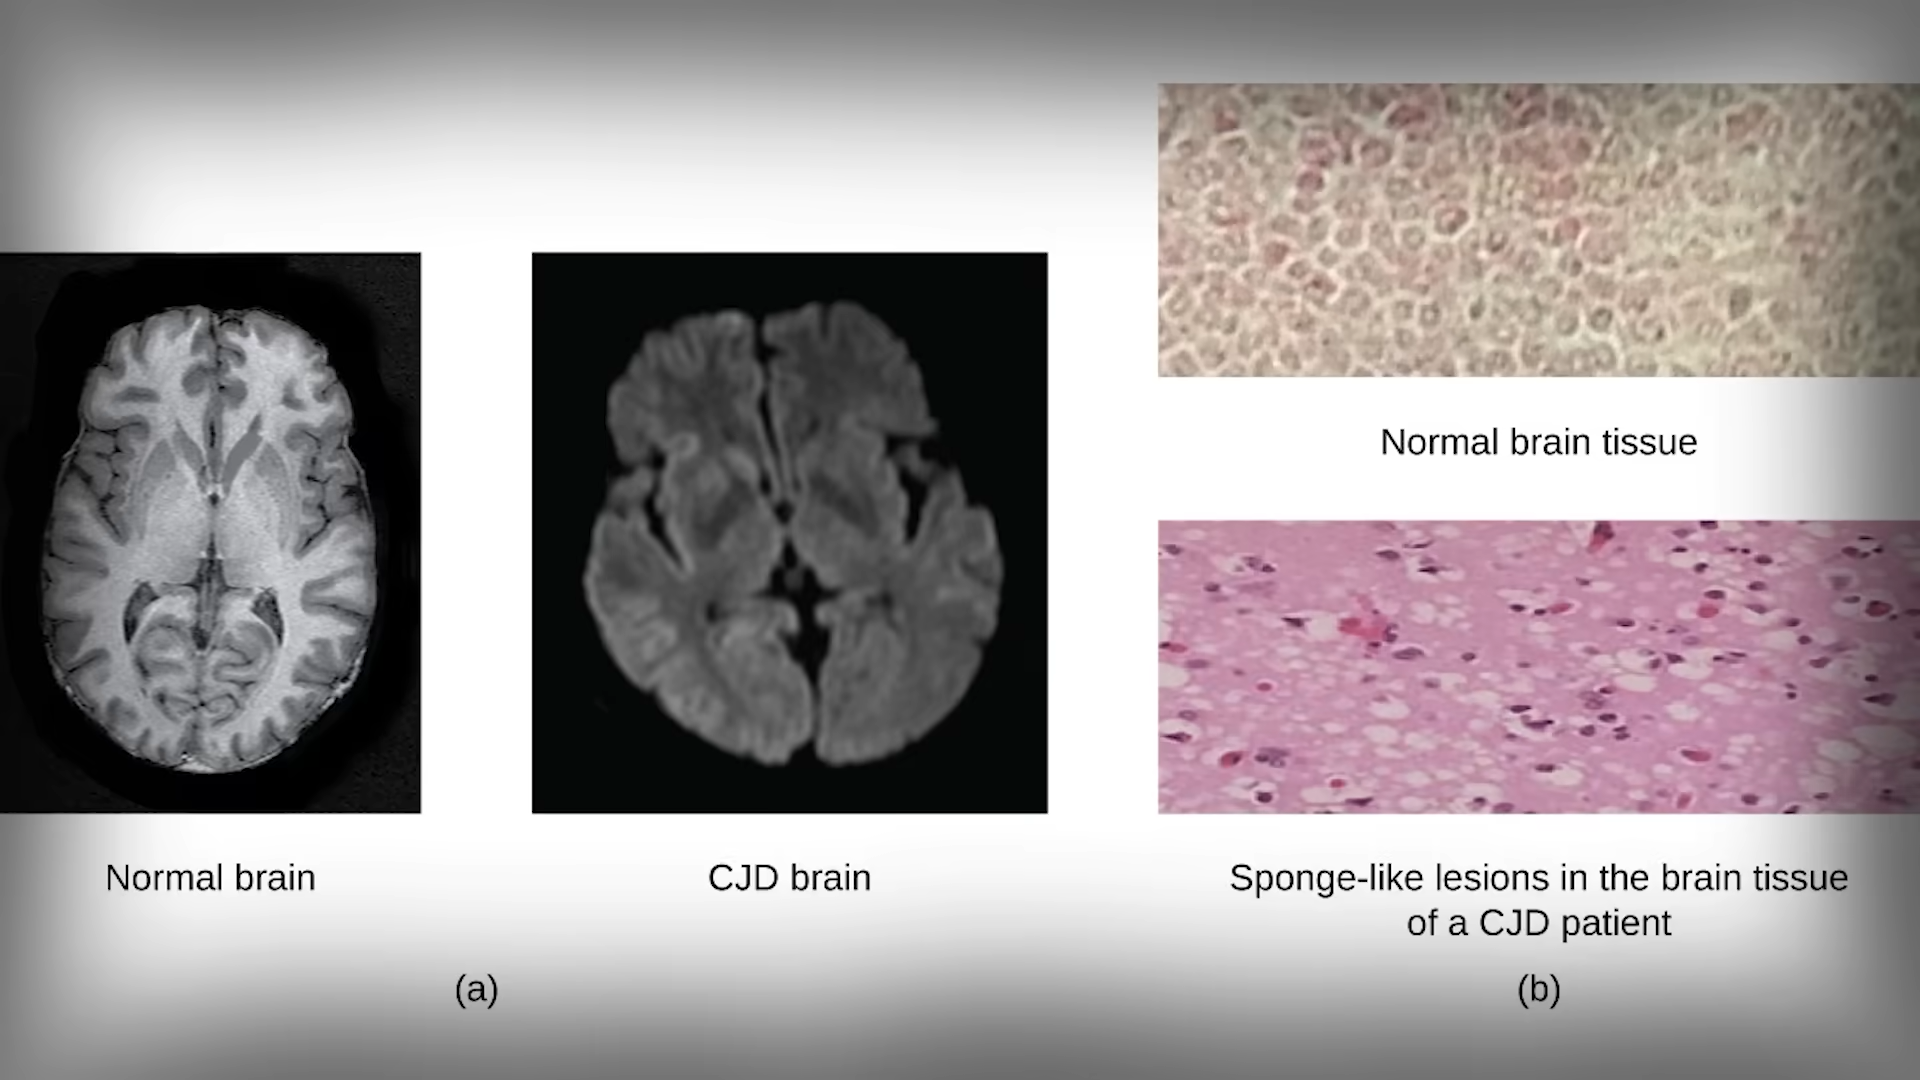 Normal brain tissue
Normal brain
CJD brain
Sponge-like lesions in the brain tissue
of a CJD patient
(a)
(b)